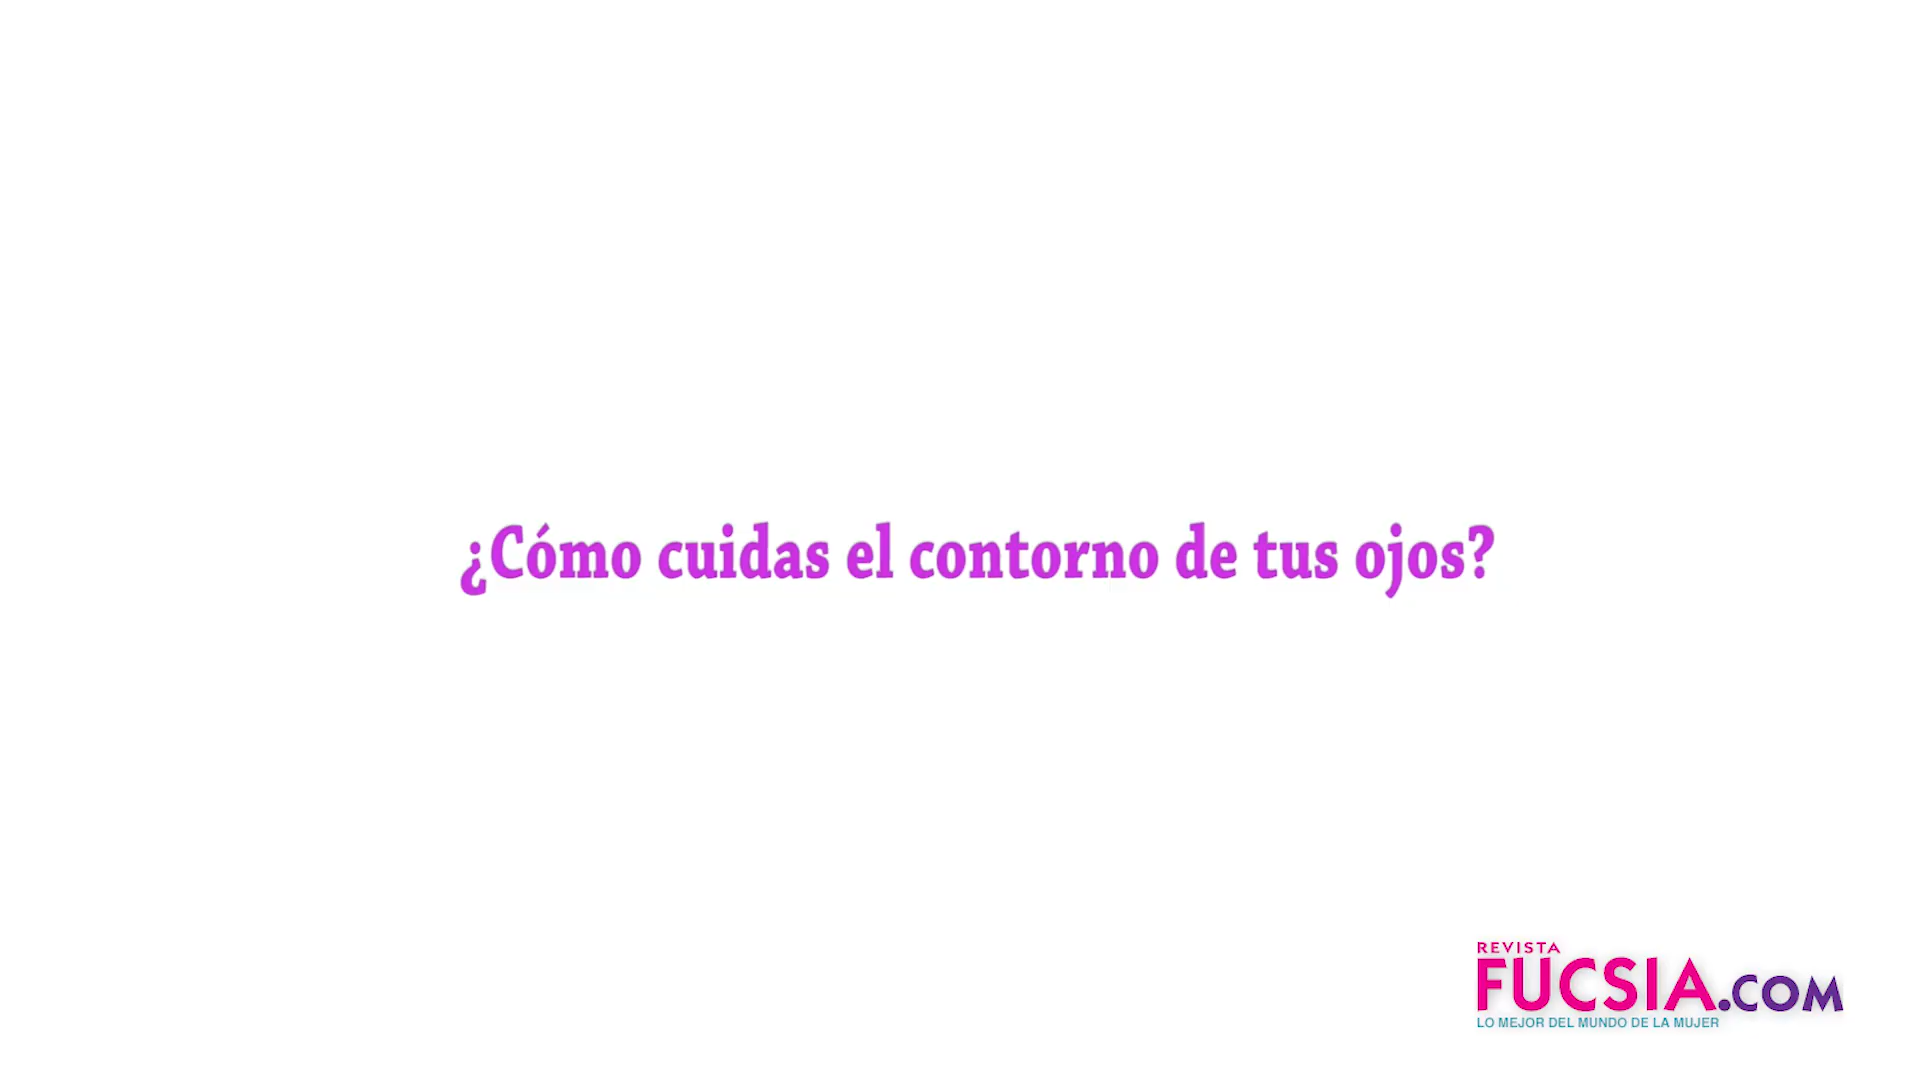 ¿Cómo cuidas el contorno de tus ojos?
REVISTA
FUCSIA.COM
LO MEJOR DEL MUNDO DE LA MUJER